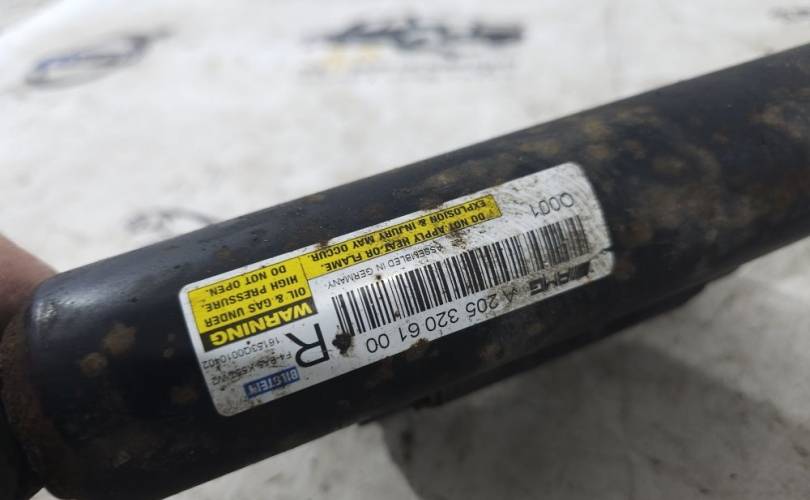 BILSTEIN
R
AMG A 205 320 61 00
Q001
ASSEMBLED IN GERMANY.
WARNING
OIL & GAS UNDER
HIGH PRESSURE.
DO NOT OPEN.
DO NOT APPLY HEAT OR FLAME.
EXPLOSION & INJURY MAY OCCUR.